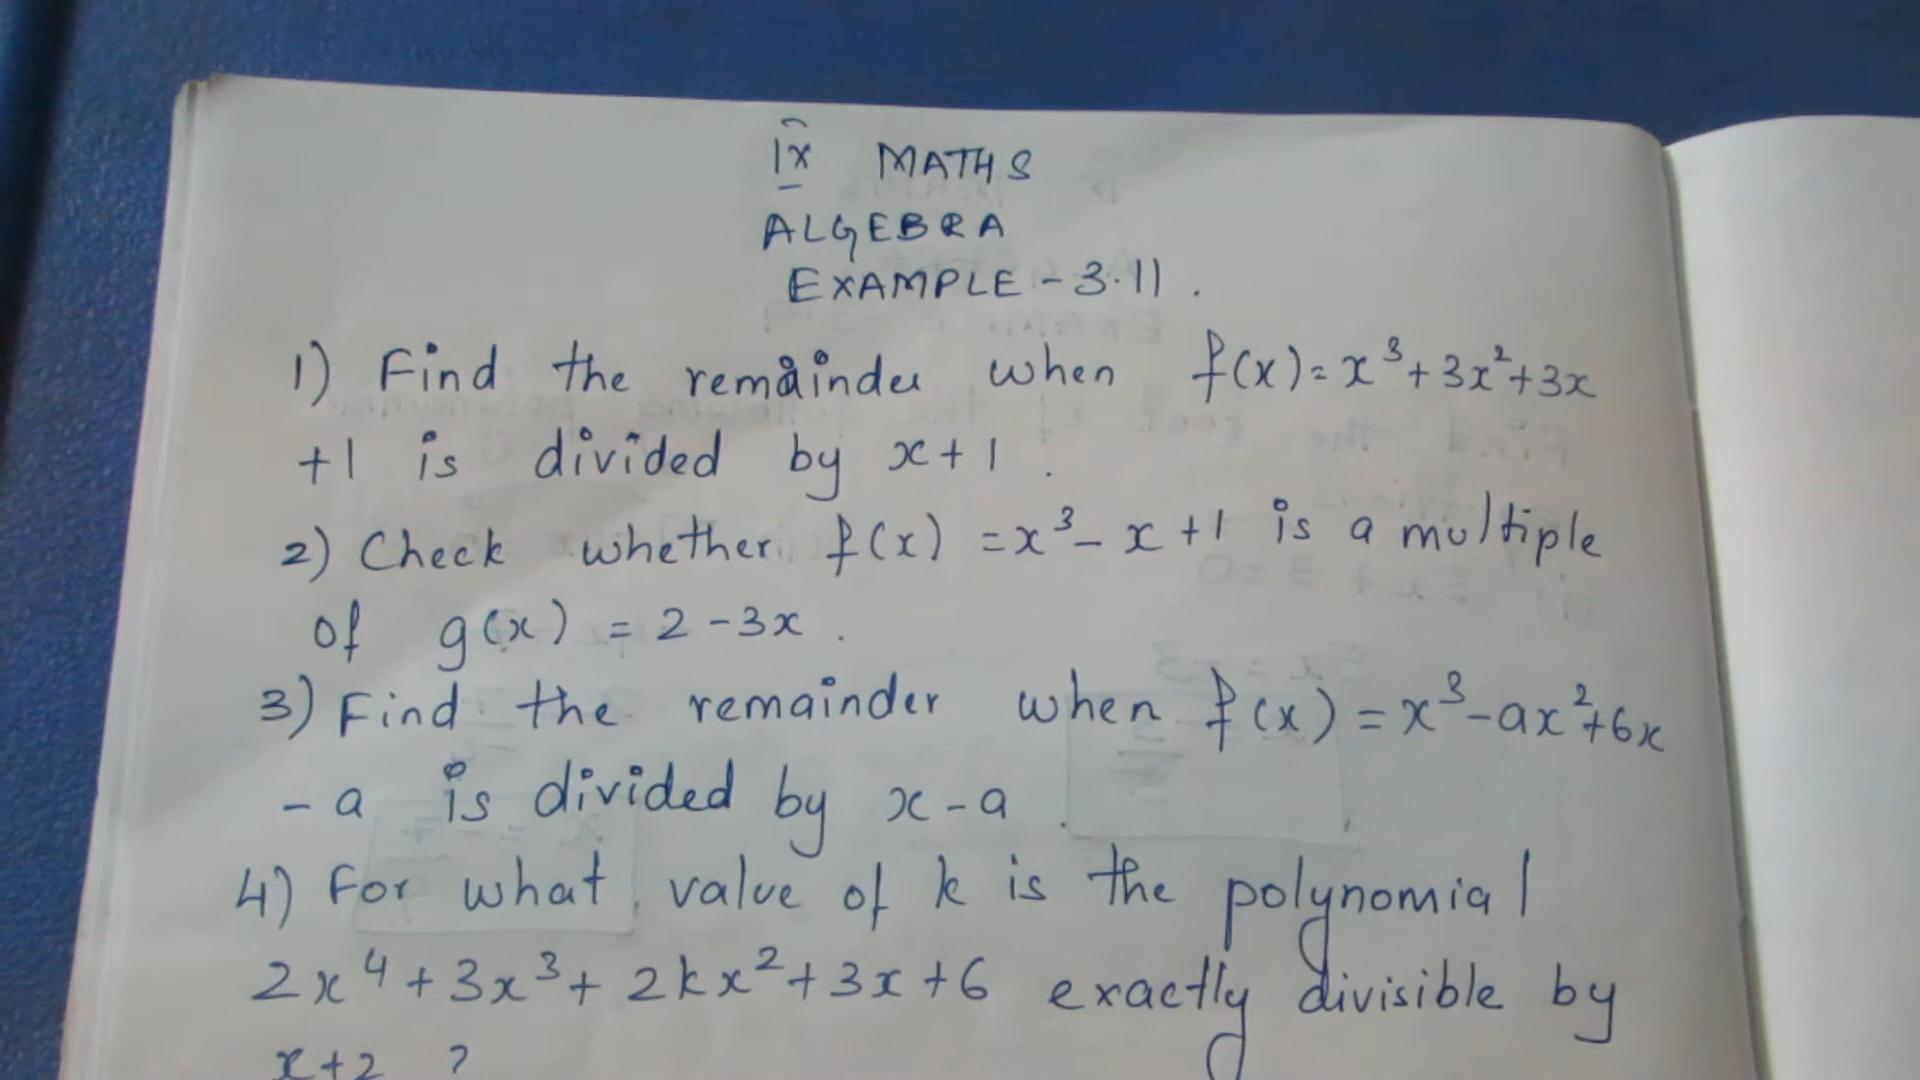 IX MATHS
ALGEBRA
EXAMPLE - 3.11.
1) Find the remainder when f(x) = x³ + 3x² + 3x
+1 is divided by x+1.
2) Check whether f(x) = x³ - x + 1 is a multiple
of g(x) = 2 - 3x.
3) Find the remainder when f(x) = x³ - ax² + 6x
- a is divided by x - a.
4) For what value of k is the polynomial
2x⁴ + 3x³ + 2kx² + 3x + 6 exactly divisible by
x+2 ?